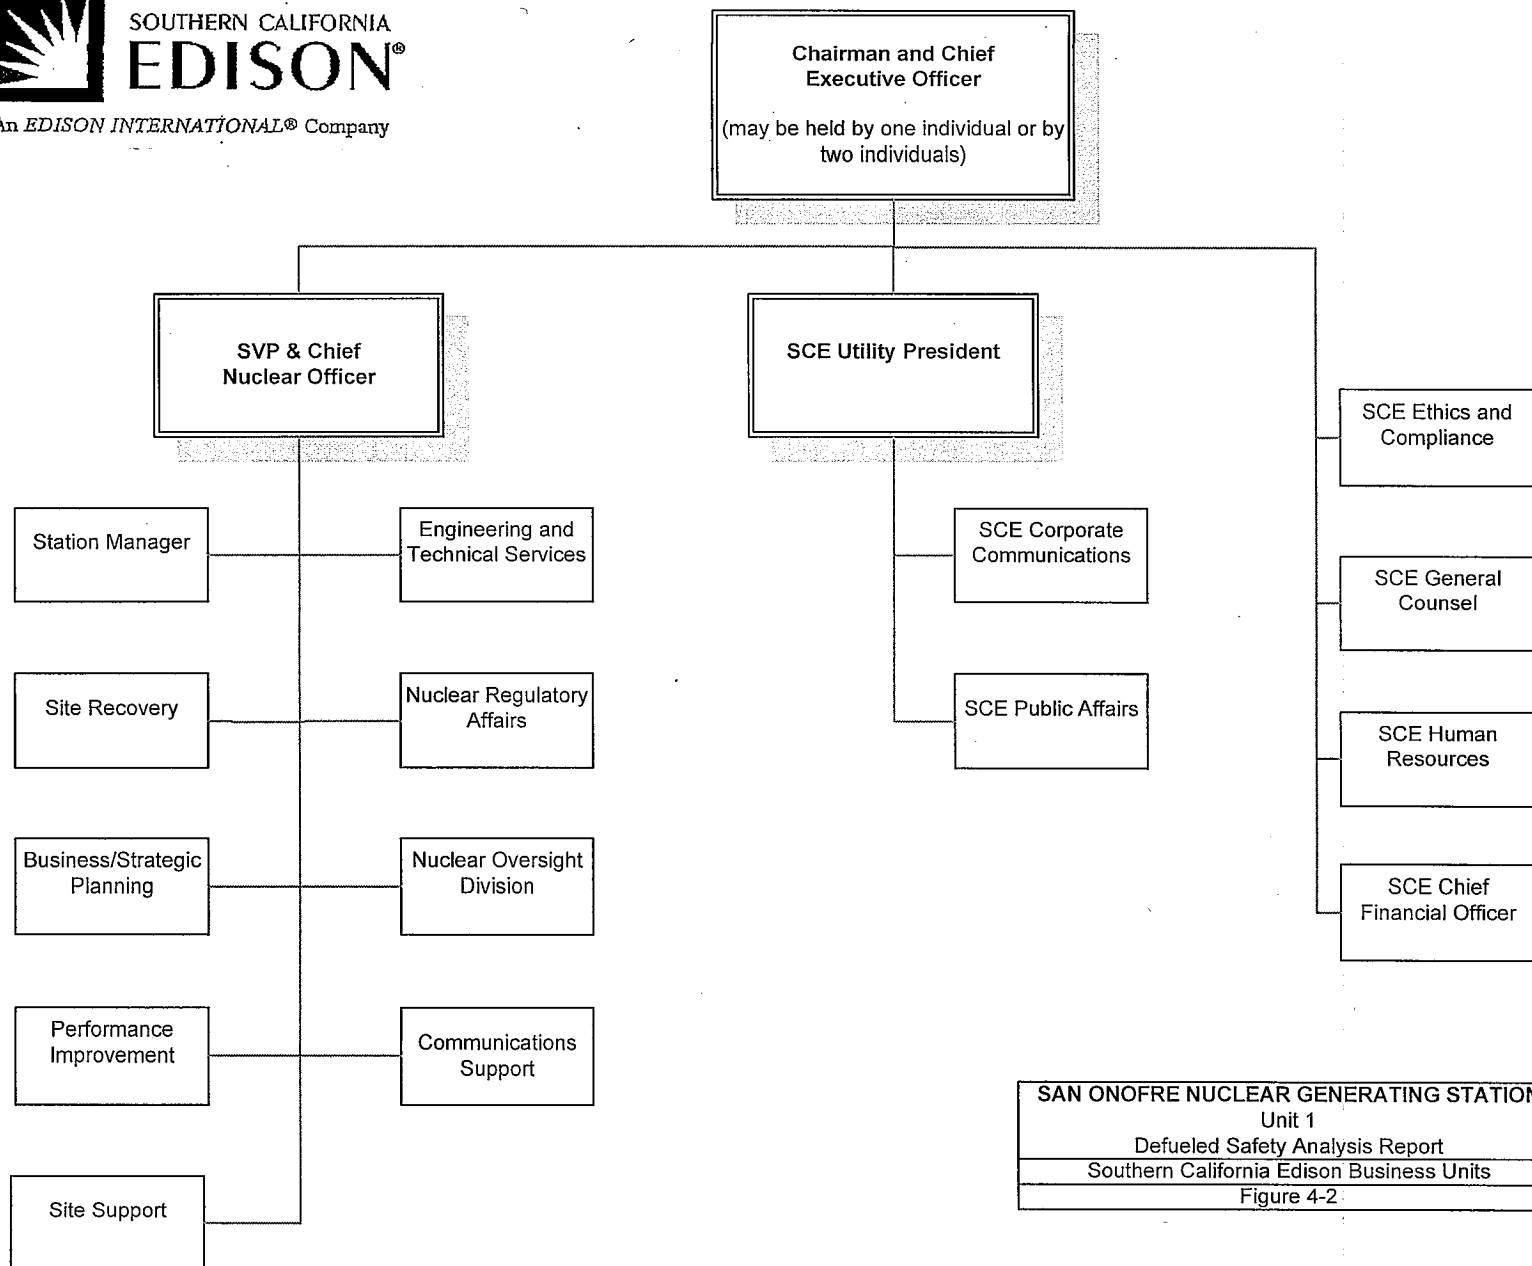 SOUTHERN CALIFORNIA
EDISON®
An EDISON INTERNATIONAL® Company
Chairman and Chief
Executive Officer
(may be held by one individual or by
two individuals)
SVP & Chief
Nuclear Officer
SCE Utility President
SCE Ethics and
Compliance
Station Manager
Engineering and
Technical Services
SCE Corporate
Communications
SCE General
Counsel
Site Recovery
Nuclear Regulatory
Affairs
SCE Public Affairs
SCE Human
Resources
Business/Strategic
Planning
Nuclear Oversight
Division
SCE Chief
Financial Officer
Performance
Improvement
Communications
Support
Site Support
SAN ONOFRE NUCLEAR GENERATING STATION
Unit 1
Defueled Safety Analysis Report
Southern California Edison Business Units
Figure 4-2